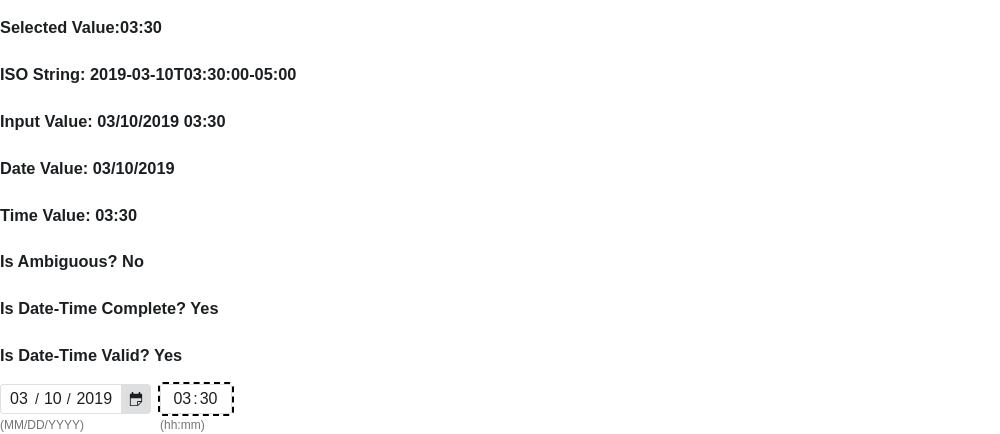 Selected Value:03:30
ISO String: 2019-03-10T03:30:00-05:00
Input Value: 03/10/2019 03:30
Date Value: 03/10/2019
Time Value: 03:30
Is Ambiguous? No
Is Date-Time Complete? Yes
Is Date-Time Valid? Yes
03 / 10 / 2019 03:30
(MM/DD/YYYY) (hh:mm)